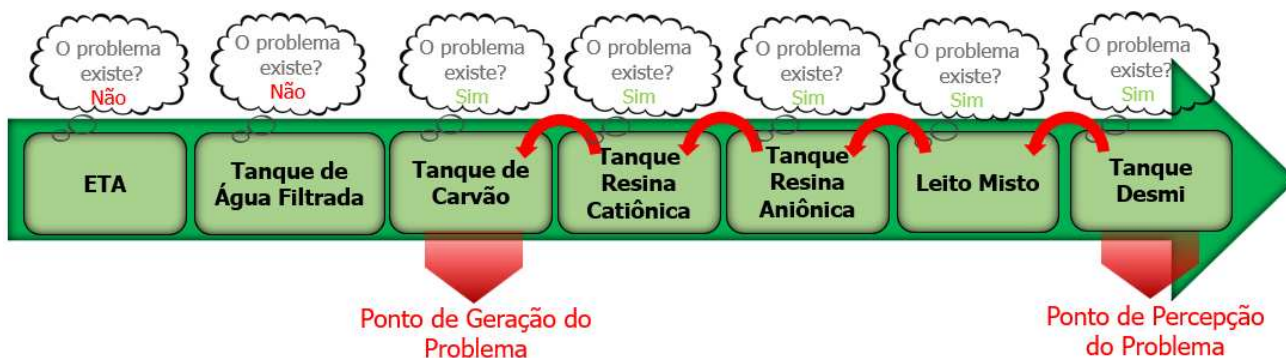 O problema
existe?
Não
O problema
existe?
Não
O problema
existe?
Sim
O problema
existe?
Sim
O problema
existe?
Sim
O problema
existe?
Sim
O problema
existe?
Sim
ETA
Tanque de
Água Filtrada
Tanque de
Carvão
Tanque
Resina
Catiônica
Tanque
Resina
Aniônica
Leito Misto
Tanque
Desmi
Ponto de Geração do
Problema
Ponto de Percepção
do Problema